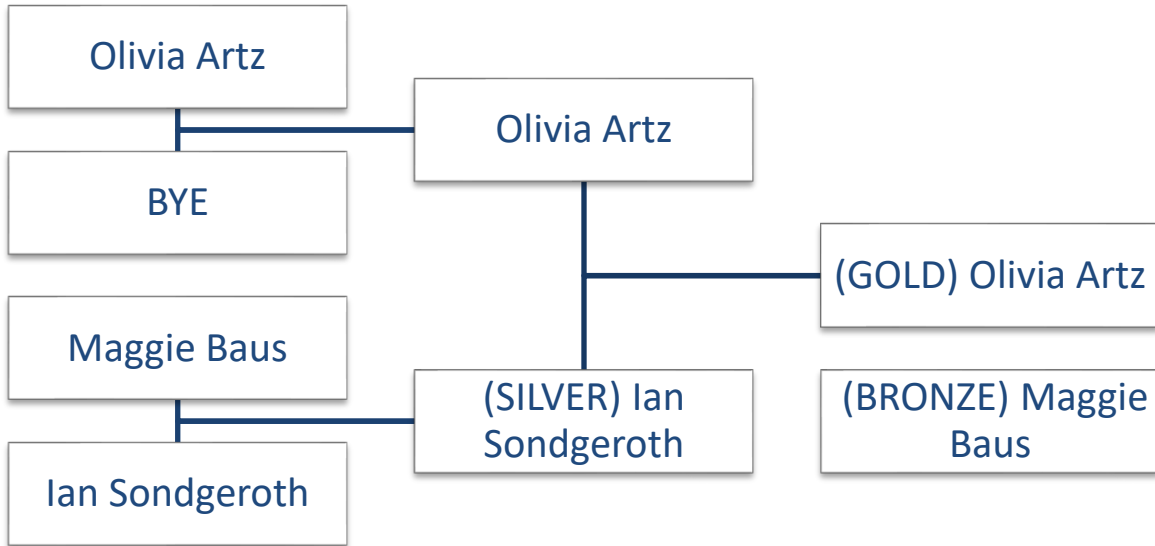 Olivia Artz
BYE
Maggie Baus
Ian Sondgeroth
Olivia Artz
(SILVER) Ian
Sondgeroth
(GOLD) Olivia Artz
(BRONZE) Maggie
Baus